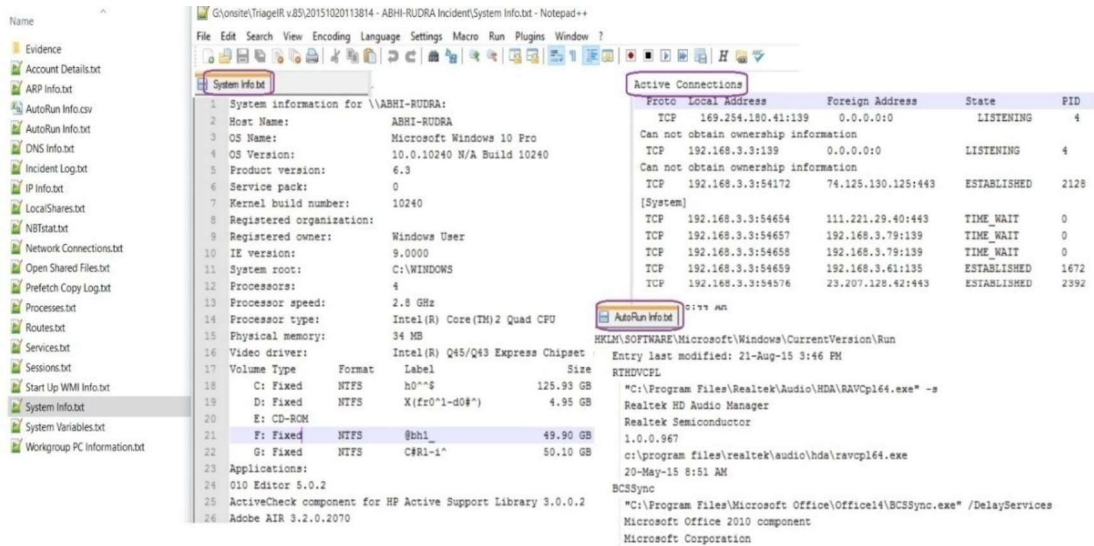 Name
Evidence
Account Details.txt
ARP Info.txt
AutoRun Info.csv
AutoRun Info.txt
DNS Info.txt
Incident Log.txt
IP Info.txt
LocalShares.txt
NBTstat.txt
Network Connections.txt
Open Shared Files.txt
Prefetch Copy Log.txt
Processes.txt
Routes.txt
Services.txt
Sessions.txt
Start Up WMI Info.txt
System Info.txt
System Variables.txt
Workgroup PC Information.txt
G:\onsite\TriageIR v.85\20151020113814 - ABHI-RUDRA Incident\System Info.txt - Notepad++
File Edit Search View Encoding Language Settings Macro Run Plugins Window ?
System Info.txt
1 System information for \\ABHI-RUDRA:
2 Host Name: ABHI-RUDRA
3 OS Name: Microsoft Windows 10 Pro
4 OS Version: 10.0.10240 N/A Build 10240
5 Product version: 6.3
6 Service pack: 0
7 Kernel build number: 10240
8 Registered organization:
9 Registered owner: Windows User
10 IE version: 9.0000
11 System root: C:\WINDOWS
12 Processors: 4
13 Processor speed: 2.8 GHz
14 Processor type: Intel(R) Core(TM)2 Quad CPU
15 Physical memory: 34 MB
16 Video driver: Intel(R) Q45/Q43 Express Chipset
17 Volume Type Format Label Size
18 C: Fixed NTFS h0^^$ 125.93 GB
19 D: Fixed NTFS X(fr0^1-d0#^) 4.95 GB
20 E: CD-ROM
21 F: Fixed NTFS @bh1_ 49.90 GB
22 G: Fixed NTFS C#R1-i^ 50.10 GB
23 Applications:
24 010 Editor 5.0.2
25 ActiveCheck component for HP Active Support Library 3.0.0.2
26 Adobe AIR 3.2.0.2070
Active Connections
Proto Local Address Foreign Address State PID
TCP 169.254.180.41:139 0.0.0.0:0 LISTENING 4
Can not obtain ownership information
TCP 192.168.3.3:139 0.0.0.0:0 LISTENING 4
Can not obtain ownership information
TCP 192.168.3.3:54172 74.125.130.125:443 ESTABLISHED 2128
[System]
TCP 192.168.3.3:54654 111.221.29.40:443 TIME_WAIT 0
TCP 192.168.3.3:54657 192.168.3.79:139 TIME_WAIT 0
TCP 192.168.3.3:54658 192.168.3.79:139 TIME_WAIT 0
TCP 192.168.3.3:54659 192.168.3.61:135 ESTABLISHED 1672
TCP 192.168.3.3:54576 23.207.128.42:443 ESTABLISHED 2392
AutoRun Info.txt
HKLM\SOFTWARE\Microsoft\Windows\CurrentVersion\Run
Entry last modified: 21-Aug-15 3:46 PM
RTHDVCPL
"C:\Program Files\Realtek\Audio\HDA\RAVCpl64.exe" -s
Realtek HD Audio Manager
Realtek Semiconductor
1.0.0.967
c:\program files\realtek\audio\hda\ravcpl64.exe
20-May-15 8:51 AM
BCSSync
"C:\Program Files\Microsoft Office\Office14\BCSSync.exe" /DelayServices
Microsoft Office 2010 component
Microsoft Corporation